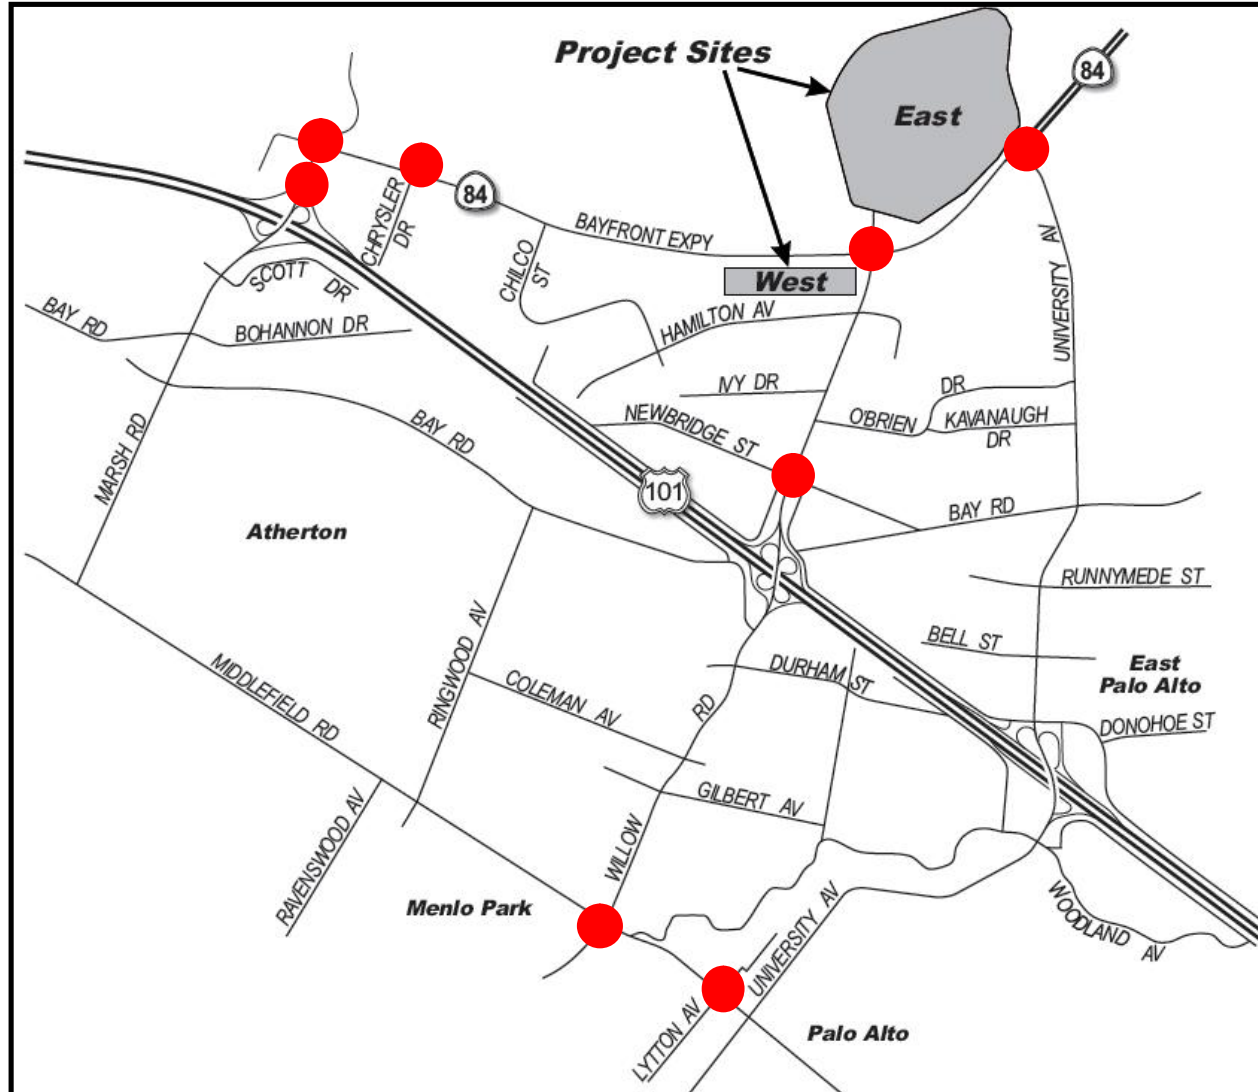 Project Sites
84
East
84
CHRYSLER
DR
BAYFRONT EXPY
UNIVERSITY AV
CHILCO
ST
West
SCOTT DR
BAY RD
BOHANNON DR
HAMILTON AV
IVY DR
DR
O'BRIEN
KAVANAUGH
DR
NEWBRIDGE ST
BAY RD
MARSH RD
101
BAY RD
Atherton
RUNNYMEDE ST
BELL ST
East
Palo Alto
DURHAM ST
RINGWOOD AV
COLEMAN AV
MIDDLEFIELD RD
DONOHOE ST
WILLOW RD
GILBERT AV
RAVENSWOOD AV
Menlo Park
UNIVERSITY AV
WOODLAND AV
LYTTON AV
Palo Alto